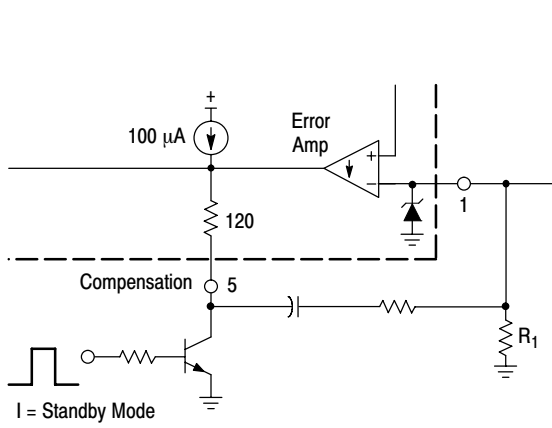 +
100 µA
Error
Amp
+
−
1
120
Compensation
5
R1
I = Standby Mode